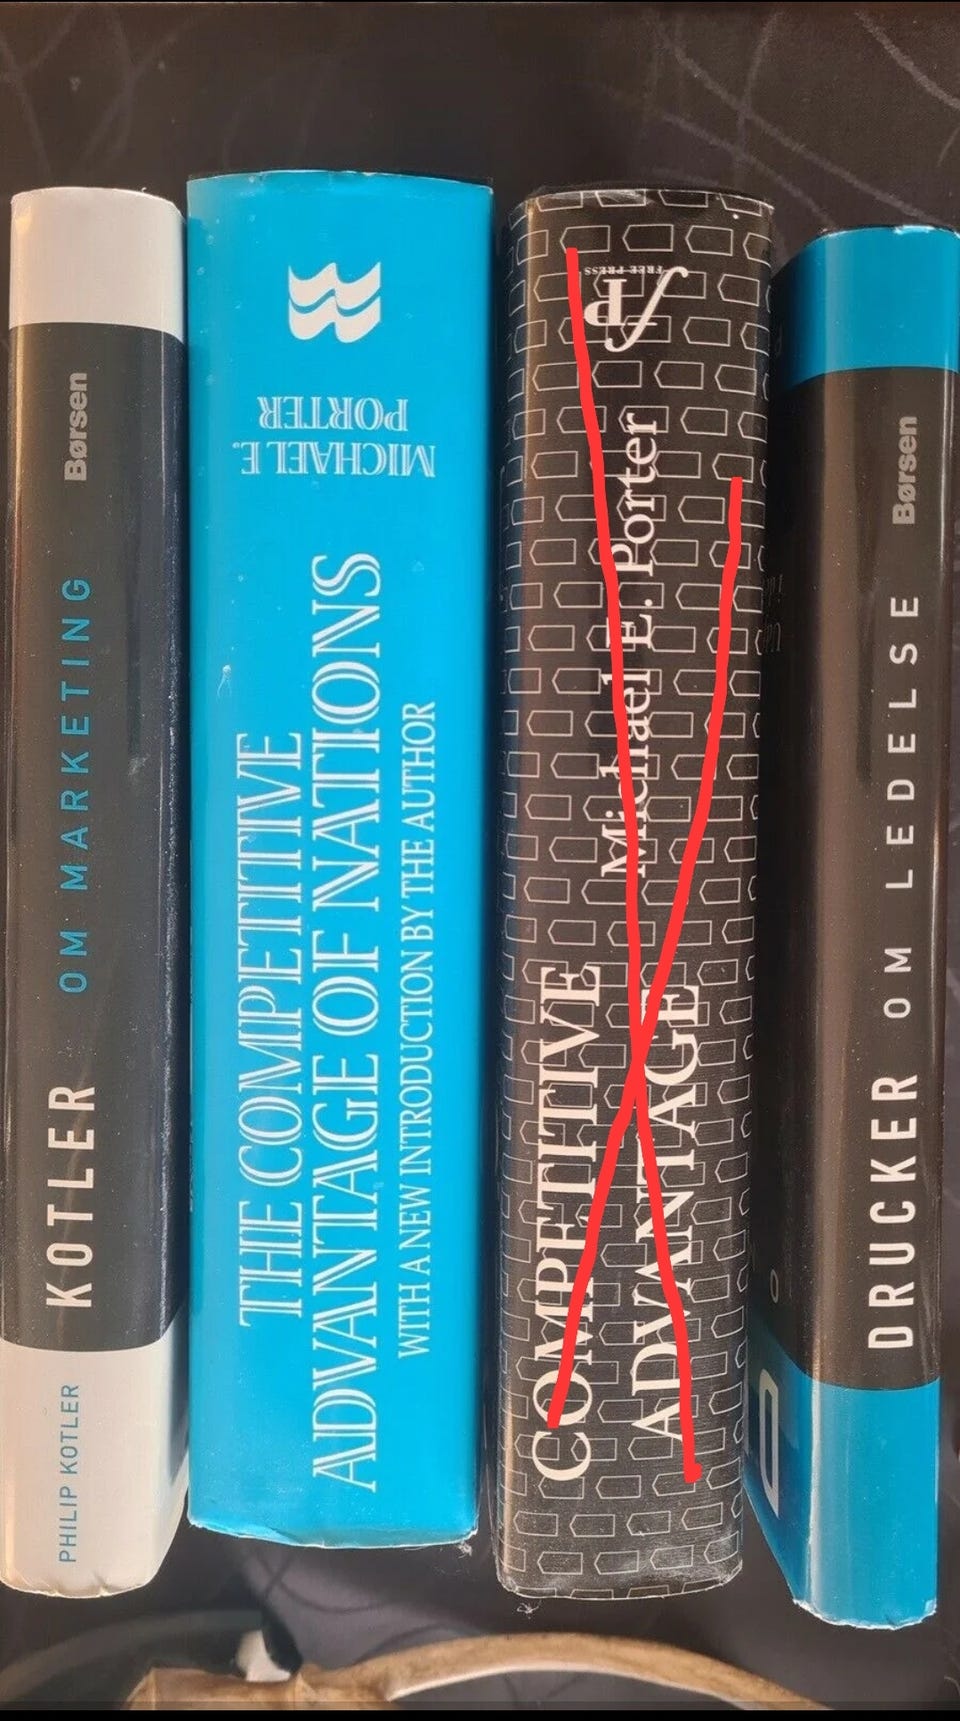 PHILIP KOTLER
KOTLER OM MARKETING Børsen
THE COMPETITIVE
ADVANTAGE OF NATIONS
WITH A NEW INTRODUCTION BY THE AUTHOR
MICHAEL E.
PORTER
COMPETITIVE
ADVANTAGE
Michael E. Porter
fP
FREE PRESS
DRUCKER OM LEDELSE Børsen